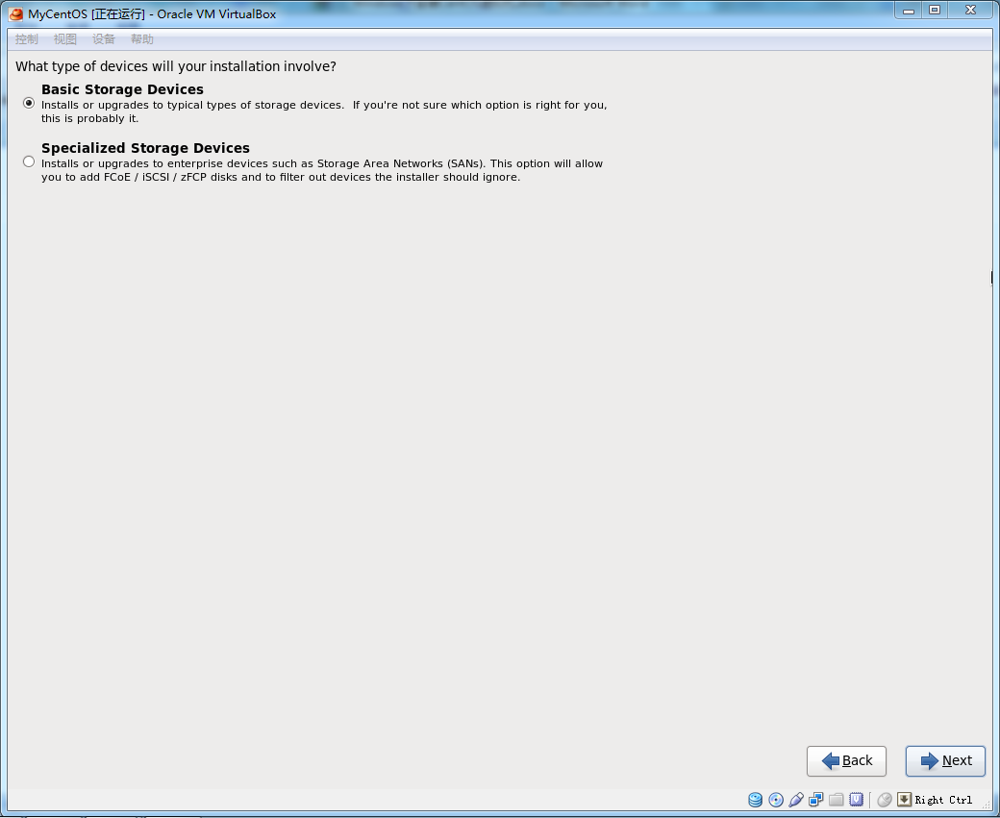 MyCentOS [正在运行] - Oracle VM VirtualBox
控制 视图 设备 帮助
What type of devices will your installation involve?
Basic Storage Devices
Installs or upgrades to typical types of storage devices.  If you're not sure which option is right for you,
this is probably it.
Specialized Storage Devices
Installs or upgrades to enterprise devices such as Storage Area Networks (SANs). This option will allow
you to add FCoE / iSCSI / zFCP disks and to filter out devices the installer should ignore.
Back Next
Right Ctrl